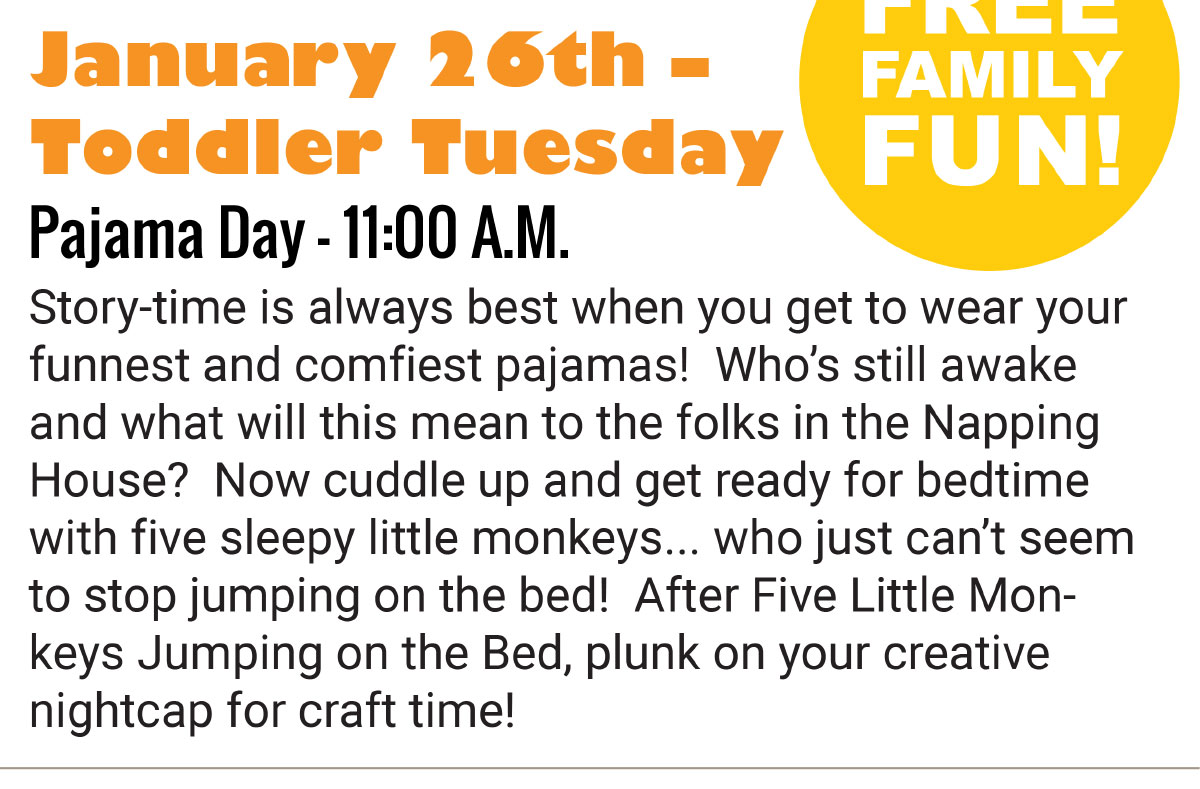 January 26th –
Toddler Tuesday
Pajama Day - 11:00 A.M.
Story-time is always best when you get to wear your
funnest and comfiest pajamas!  Who’s still awake
and what will this mean to the folks in the Napping
House?  Now cuddle up and get ready for bedtime
with five sleepy little monkeys... who just can’t seem
to stop jumping on the bed!  After Five Little Mon-
keys Jumping on the Bed, plunk on your creative
nightcap for craft time!
FREE
FAMILY
FUN!